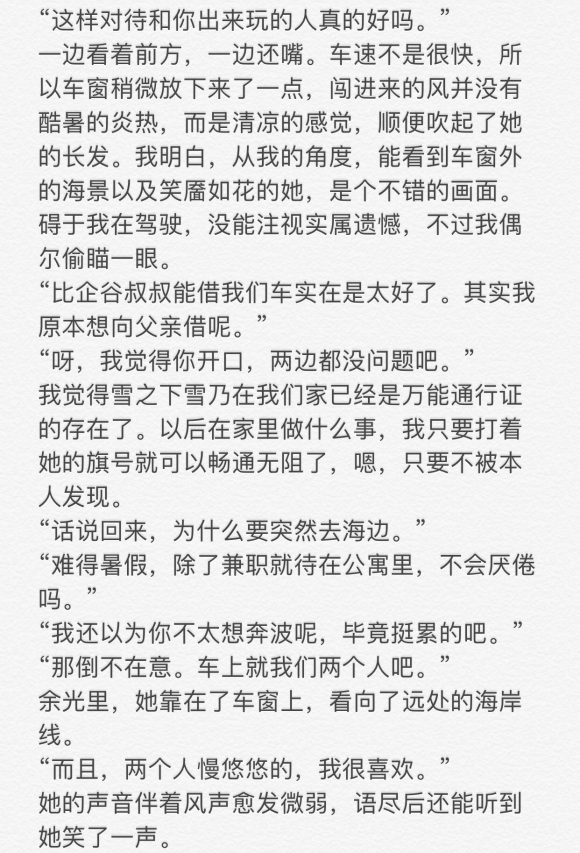 “这样对待和你出来玩的人真的好吗。”
一边看着前方，一边还嘴。车速不是很快，所
以车窗稍微放下来了一点，闯进来的风并没有
酷暑的炎热，而是清凉的感觉，顺便吹起了她
的长发。我明白，从我的角度，能看到车窗外
的海景以及笑靥如花的她，是个不错的画面。
碍于我在驾驶，没能注视实属遗憾，不过我偶
尔偷瞄一眼。
“比企谷叔叔能借我们车实在是太好了。其实我
原本想向父亲借呢。”
“呀，我觉得你开口，两边都没问题吧。”
我觉得雪之下雪乃在我们家已经是万能通行证
的存在了。以后在家里做什么事，我只要打着
她的旗号就可以畅通无阻了，嗯，只要不被本
人发现。
“话说回来，为什么要突然去海边。”
“难得暑假，除了兼职就待在公寓里，不会厌倦
吗。”
“我还以为你不太想奔波呢，毕竟挺累的吧。”
“那倒不在意。车上就我们两个人吧。”
余光里，她靠在了车窗上，看向了远处的海岸
线。
“而且，两个人慢悠悠的，我很喜欢。”
她的声音伴着风声愈发微弱，语尽后还能听到
她笑了一声。